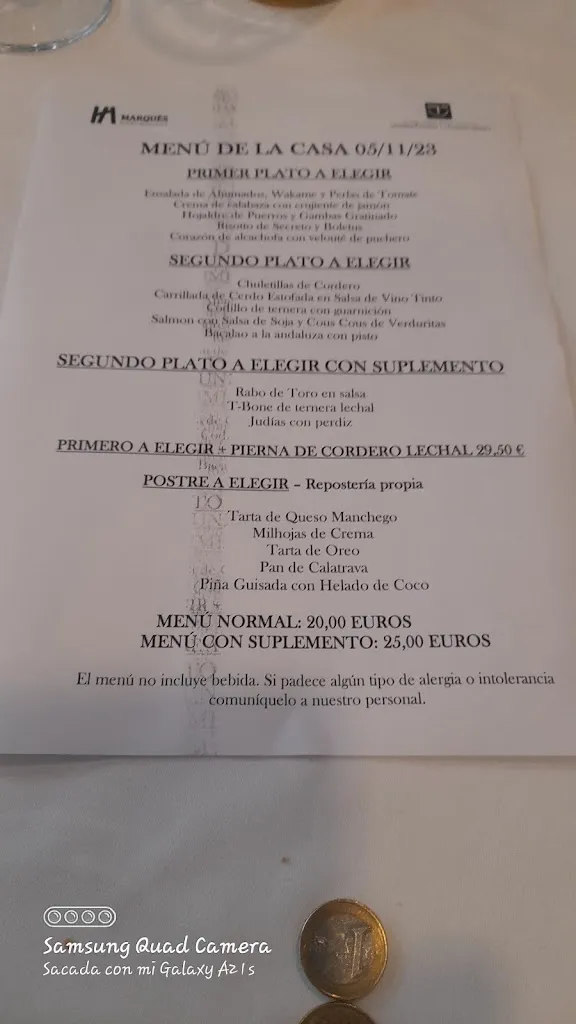 MARQUÉS
MENÚ DE LA CASA 05/11/23
PRIMER PLATO A ELEGIR
Ensalada de Ahumados, Wakame y Perlas de Tomate
Crema de calabaza con crujiente de jamón
Hojaldre de Puerros y Gambas Gratinado
Risotto de Secreto y Boletus
Corazón de alcachofa con velouté de puchero
SEGUNDO PLATO A ELEGIR
Chuletillas de Cordero
Carrillada de Cerdo Estofada en Salsa de Vino Tinto
Codillo de ternera con guarnición
Salmon con Salsa de Soja y Cous Cous de Verduritas
Bacalao a la andaluza con pisto
SEGUNDO PLATO A ELEGIR CON SUPLEMENTO
Rabo de Toro en salsa
T-Bone de ternera lechal
Judías con perdiz
PRIMERO A ELEGIR + PIERNA DE CORDERO LECHAL 29,50 €
POSTRE A ELEGIR – Repostería propia
Tarta de Queso Manchego
Milhojas de Crema
Tarta de Oreo
Pan de Calatrava
Piña Guisada con Helado de Coco
MENÚ NORMAL: 20,00 EUROS
MENÚ CON SUPLEMENTO: 25,00 EUROS
El menú no incluye bebida. Si padece algún tipo de alergia o intolerancia
comuníquelo a nuestro personal.
Samsung Quad Camera
Sacada con mi Galaxy A21s